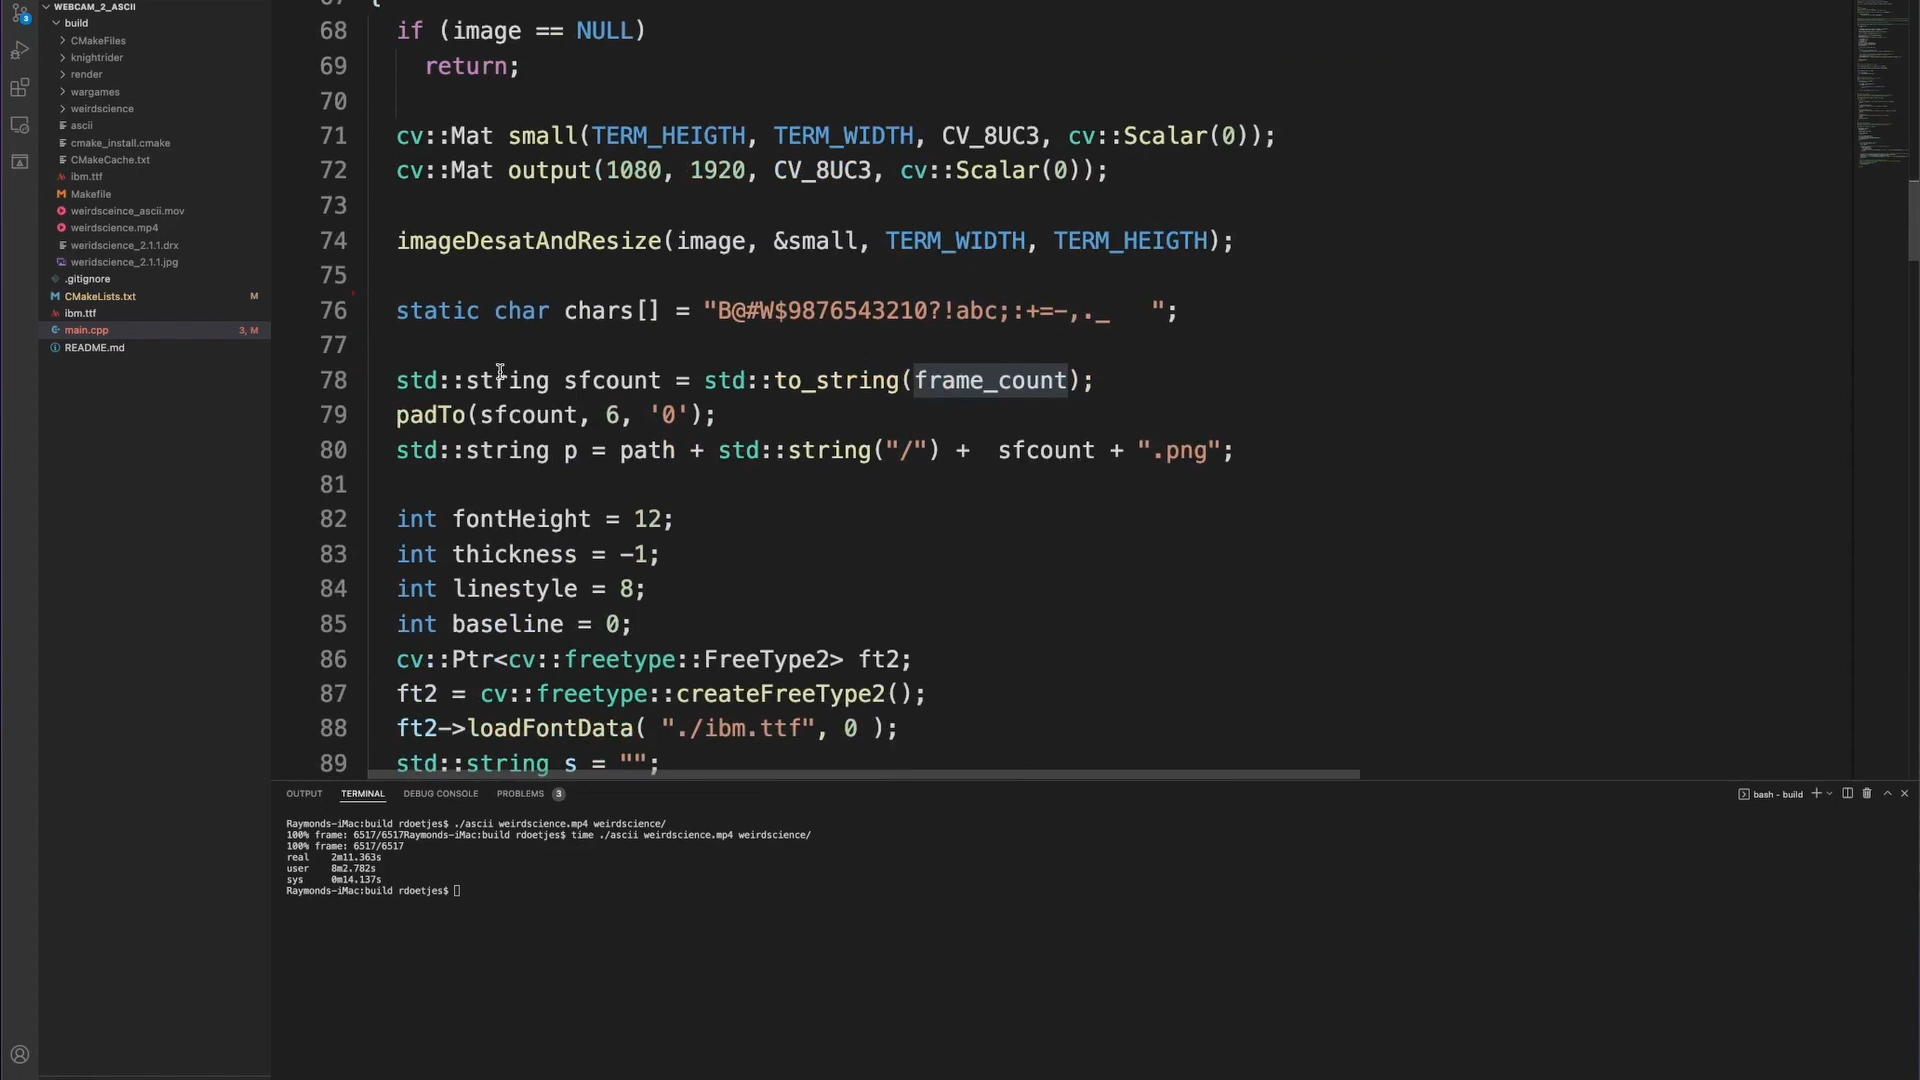 WEBCAM_2_ASCII
build
CMakeFiles
knightrider
render
wargames
weirdscience
ascii
cmake_install.cmake
CMakeCache.txt
ibm.ttf
Makefile
weirdsceince_ascii.mov
weirdscience.mp4
weridscience_2.1.1.drx
weridscience_2.1.1.jpg
.gitignore
CMakeLists.txt M
ibm.ttf
main.cpp 3, M
README.md
3
68 if (image == NULL)
69 return;
70
71 cv::Mat small(TERM_HEIGTH, TERM_WIDTH, CV_8UC3, cv::Scalar(0));
72 cv::Mat output(1080, 1920, CV_8UC3, cv::Scalar(0));
73
74 imageDesatAndResize(image, &small, TERM_WIDTH, TERM_HEIGTH);
75
76 static char chars[] = "B@#W$9876543210?!abc;:+=-,._   ";
77
78 std::string sfcount = std::to_string(frame_count);
79 padTo(sfcount, 6, '0');
80 std::string p = path + std::string("/") +  sfcount + ".png";
81
82 int fontHeight = 12;
83 int thickness = -1;
84 int linestyle = 8;
85 int baseline = 0;
86 cv::Ptr<cv::freetype::FreeType2> ft2;
87 ft2 = cv::freetype::createFreeType2();
88 ft2->loadFontData( "./ibm.ttf", 0 );
89 std::string s = "";
OUTPUT TERMINAL DEBUG CONSOLE PROBLEMS 3 bash - build
Raymonds-iMac:build rdoetjes$ ./ascii weirdscience.mp4 weirdscience/
100% frame: 6517/6517Raymonds-iMac:build rdoetjes$ time ./ascii weirdscience.mp4 weirdscience/
100% frame: 6517/6517
real 2m11.363s
user 8m2.782s
sys 0m14.137s
Raymonds-iMac:build rdoetjes$